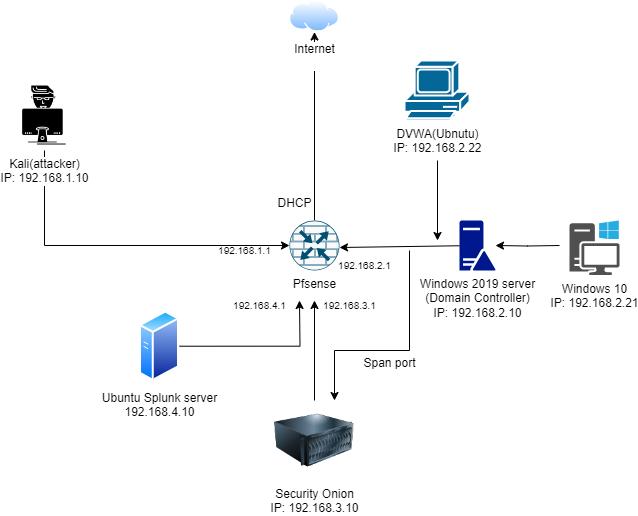 Internet
Kali(attacker)
IP: 192.168.1.10
DVWA(Ubnutu)
IP: 192.168.2.22
DHCP
192.168.1.1
192.168.2.1
Pfsense
Windows 2019 server
(Domain Controller)
IP: 192.168.2.10
Windows 10
IP: 192.168.2.21
192.168.4.1
192.168.3.1
Span port
Ubuntu Splunk server
192.168.4.10
Security Onion
IP: 192.168.3.10